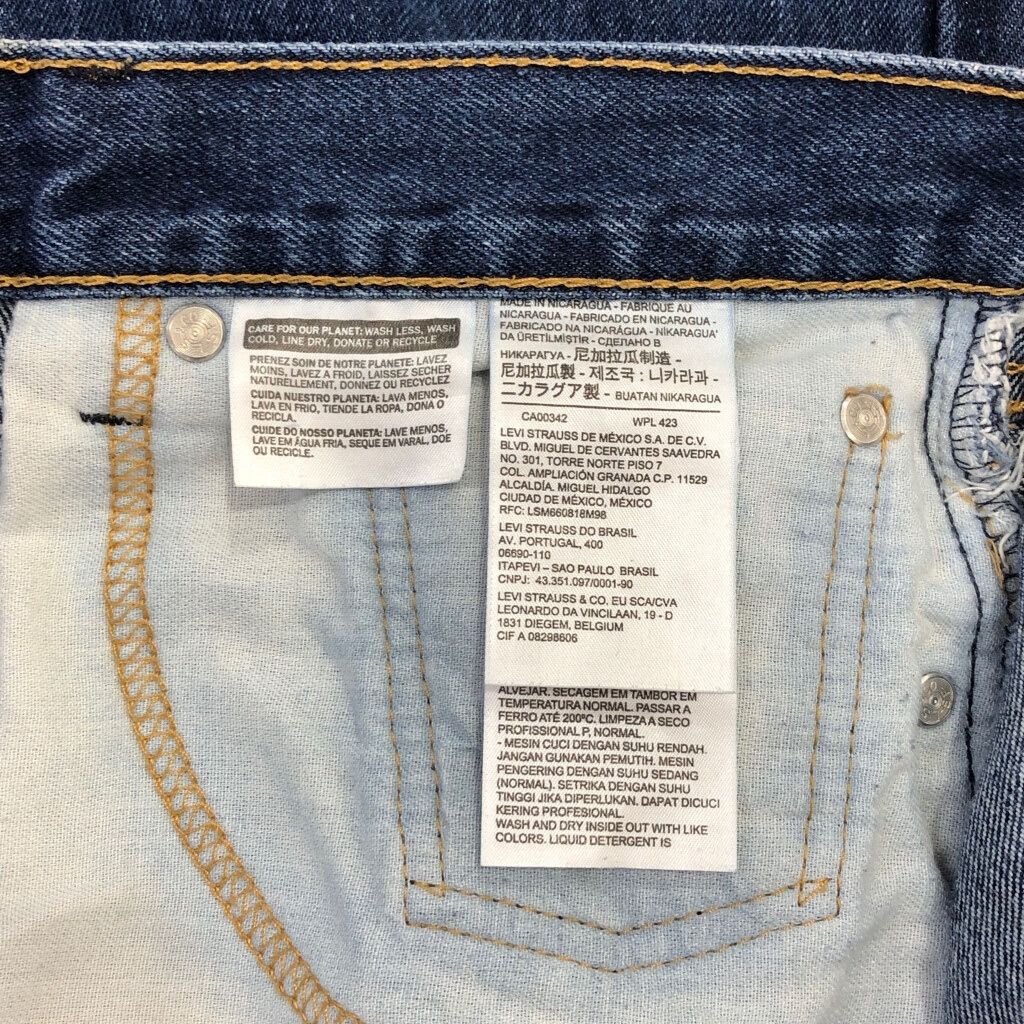 CARE FOR OUR PLANET: WASH LESS, WASH
COLD, LINE DRY, DONATE OR RECYCLE
PRENEZ SOIN DE NOTRE PLANETE: LAVEZ
MOINS, LAVEZ A FROID, LAISSEZ SECHER
NATURELLEMENT, DONNEZ OU RECYCLEZ
CUIDA NUESTRO PLANETA: LAVA MENOS,
LAVA EN FRIO, TIENDE LA ROPA, DONA O
RECICLA.
CUIDE DO NOSSO PLANETA: LAVE MENOS,
LAVE EM ÁGUA FRIA, SEQUE EM VARAL, DOE
OU RECICLE.
MADE IN NICARAGUA - FABRIQUE AU
NICARAGUA - FABRICADO EN NICARAGUA -
FABRICADO NA NICARÁGUA - NIKARAGUA'
DA ÜRETILMİŞTİR - СДЕЛАНО В
НИКАРАГУА - 尼加拉瓜制造 -
尼加拉瓜製 - 제조국 : 니카라과 -
ニカラグア製 - BUATAN NIKARAGUA
CA00342 WPL 423
LEVI STRAUSS DE MÉXICO S.A. DE C.V.
BLVD. MIGUEL DE CERVANTES SAAVEDRA
NO. 301, TORRE NORTE PISO 7
COL. AMPLIACIÓN GRANADA C.P. 11529
ALCALDÍA. MIGUEL HIDALGO
CIUDAD DE MÉXICO, MÉXICO
RFC: LSM660818M98
LEVI STRAUSS DO BRASIL
AV. PORTUGAL, 400
06690-110
ITAPEVI – SAO PAULO BRASIL
CNPJ: 43.351.097/0001-90
LEVI STRAUSS & CO. EU SCA/CVA
LEONARDO DA VINCILAAN, 19 - D
1831 DIEGEM, BELGIUM
CIF A 08298606
ALVEJAR. SECAGEM EM TAMBOR EM
TEMPERATURA NORMAL. PASSAR A
FERRO ATÉ 200ºC. LIMPEZA A SECO
PROFISSIONAL P, NORMAL.
- MESIN CUCI DENGAN SUHU RENDAH.
JANGAN GUNAKAN PEMUTIH. MESIN
PENGERING DENGAN SUHU SEDANG
(NORMAL). SETRIKA DENGAN SUHU
TINGGI JIKA DIPERLUKAN. DAPAT DICUCI
KERING PROFESIONAL.
WASH AND DRY INSIDE OUT WITH LIKE
COLORS. LIQUID DETERGENT IS